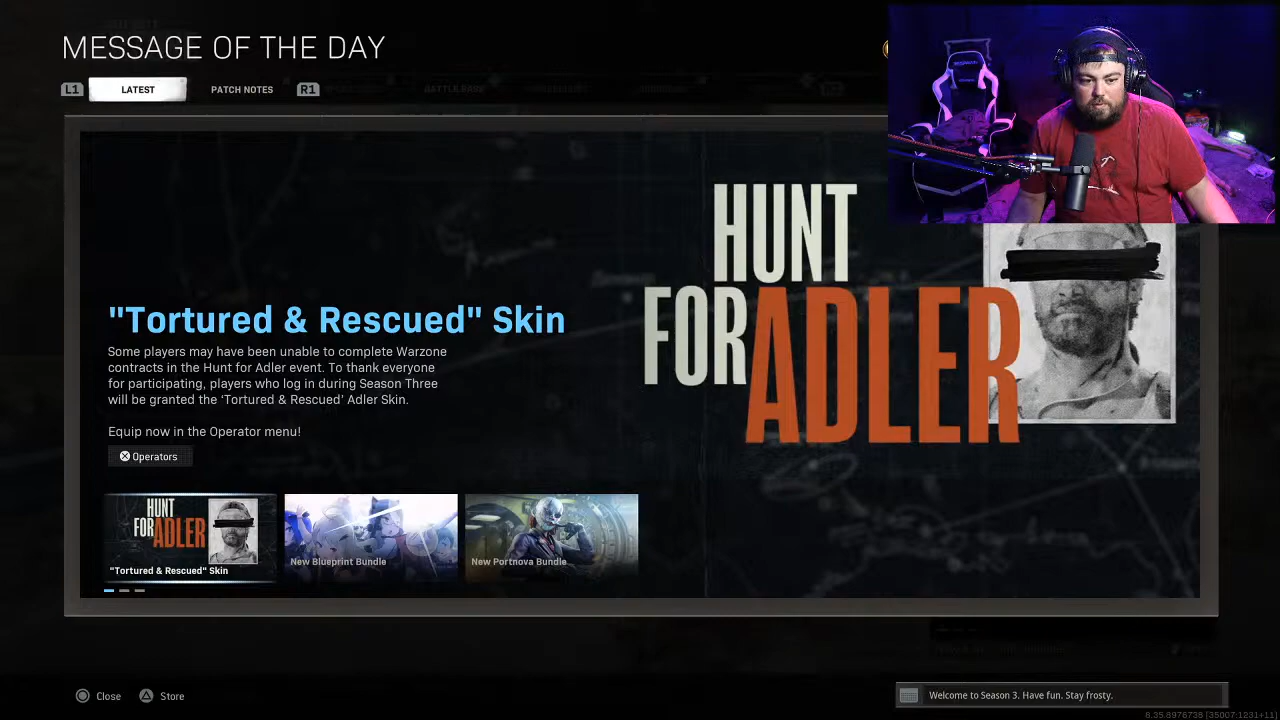 MESSAGE OF THE DAY
L1 LATEST PATCH NOTES R1
HUNT
FOR ADLER
"Tortured & Rescued" Skin
Some players may have been unable to complete Warzone
contracts in the Hunt for Adler event. To thank everyone
for participating, players who log in during Season Three
will be granted the ‘Tortured & Rescued’ Adler Skin.
Equip now in the Operator menu!
Operators
HUNT
FOR ADLER
"Tortured & Rescued" Skin
New Blueprint Bundle
New Portnova Bundle
Close Store
Welcome to Season 3. Have fun. Stay frosty.